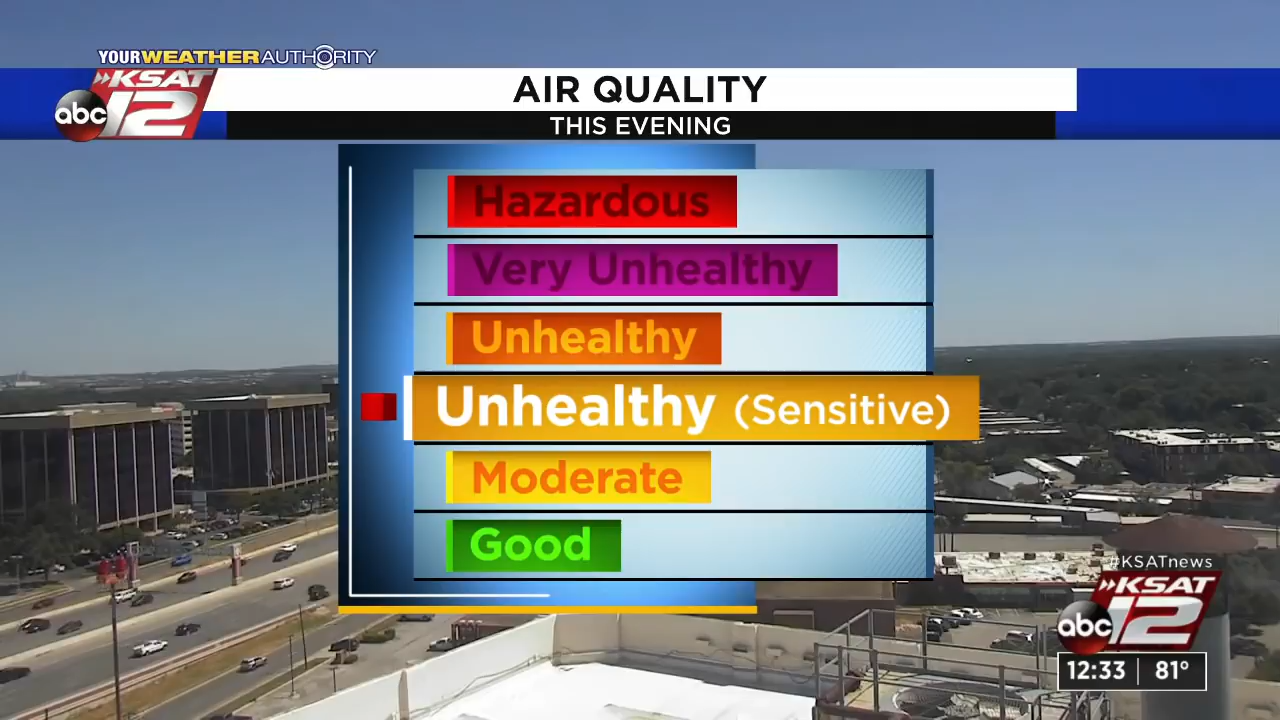 YOURWEATHERAUTHORITY
KSAT
abc 12
AIR QUALITY
THIS EVENING
Hazardous
Very Unhealthy
Unhealthy
Unhealthy (Sensitive)
Moderate
Good
#KSATnews
KSAT
abc 12
12:33 81°